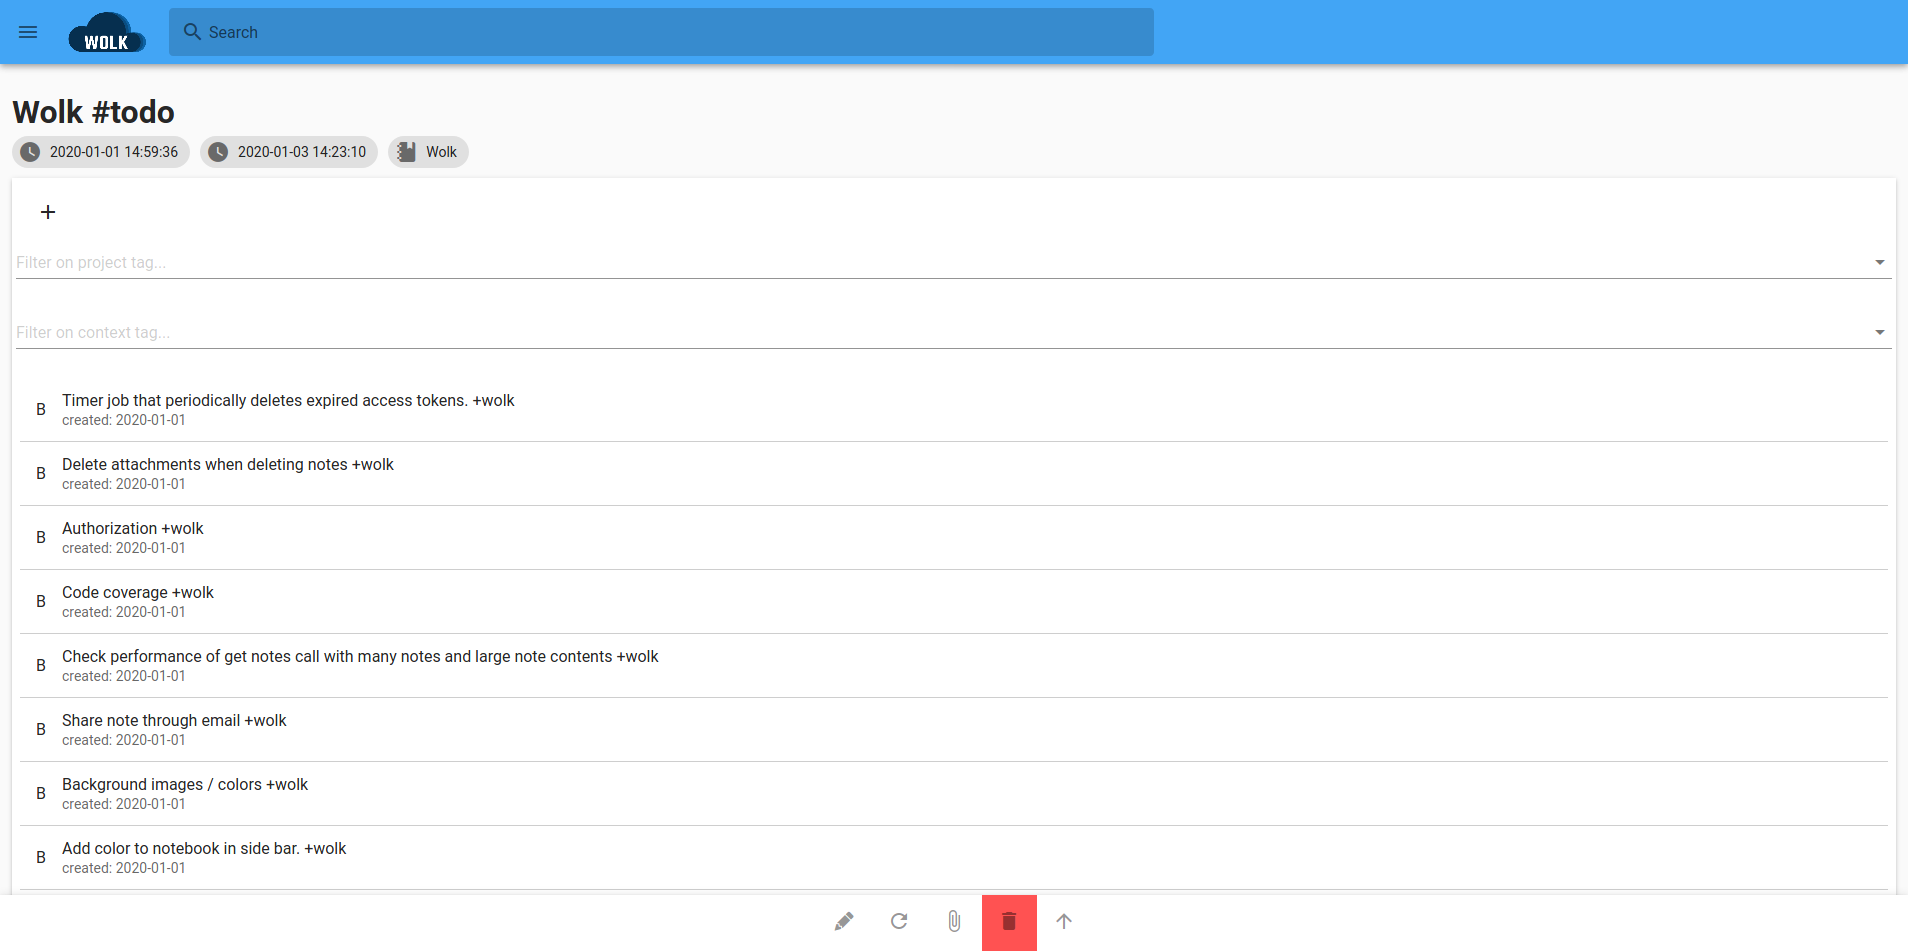 WOLK
Search
Wolk #todo
2020-01-01 14:59:36 2020-01-03 14:23:10 Wolk
Filter on project tag...
Filter on context tag...
B Timer job that periodically deletes expired access tokens. +wolk
created: 2020-01-01
B Delete attachments when deleting notes +wolk
created: 2020-01-01
B Authorization +wolk
created: 2020-01-01
B Code coverage +wolk
created: 2020-01-01
B Check performance of get notes call with many notes and large note contents +wolk
created: 2020-01-01
B Share note through email +wolk
created: 2020-01-01
B Background images / colors +wolk
created: 2020-01-01
B Add color to notebook in side bar. +wolk
created: 2020-01-01